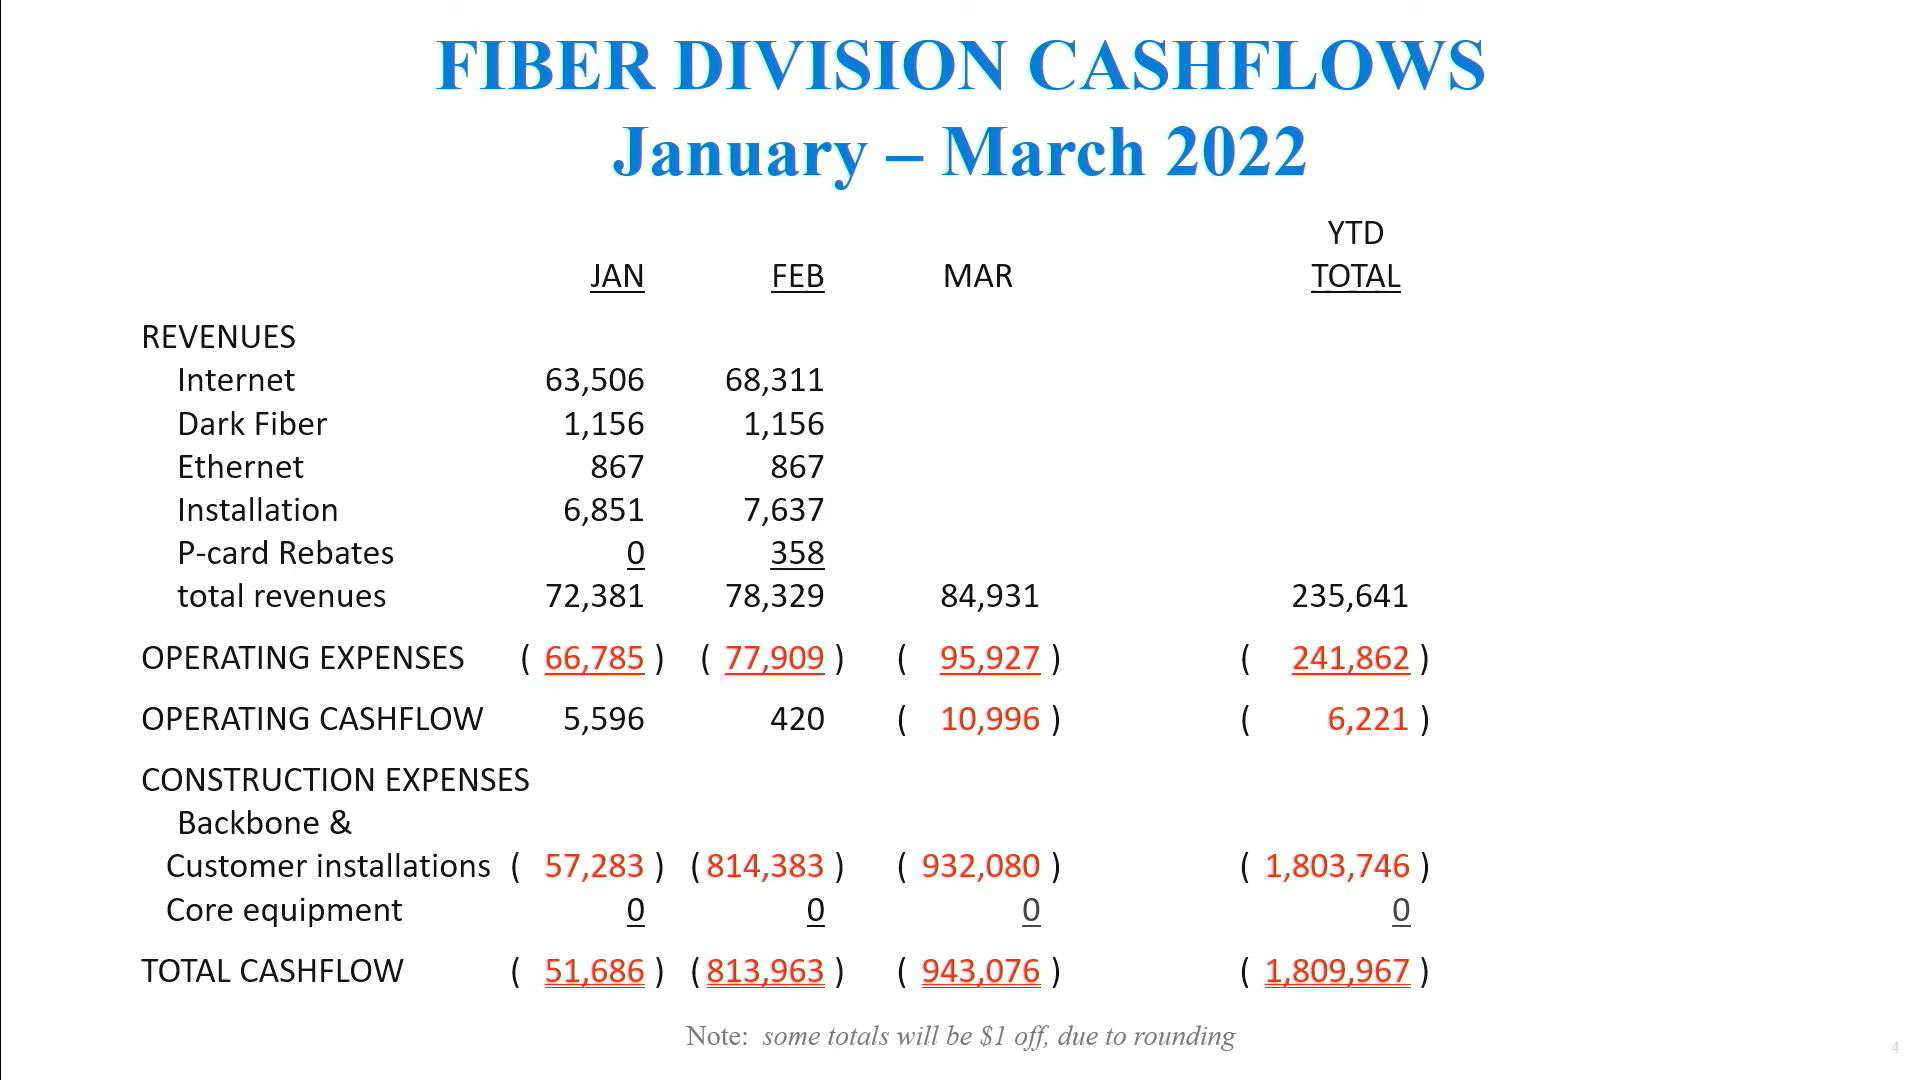 FIBER DIVISION CASHFLOWS
January – March 2022
YTD
JAN FEB MAR TOTAL
REVENUES
Internet 63,506 68,311
Dark Fiber 1,156 1,156
Ethernet 867 867
Installation 6,851 7,637
P-card Rebates 0 358
total revenues 72,381 78,329 84,931 235,641
OPERATING EXPENSES ( 66,785 ) ( 77,909 ) ( 95,927 ) ( 241,862 )
OPERATING CASHFLOW 5,596 420 ( 10,996 ) ( 6,221 )
CONSTRUCTION EXPENSES
Backbone &
Customer installations ( 57,283 ) ( 814,383 ) ( 932,080 ) ( 1,803,746 )
Core equipment 0 0 0 0
TOTAL CASHFLOW ( 51,686 ) ( 813,963 ) ( 943,076 ) ( 1,809,967 )
Note: some totals will be $1 off, due to rounding
4